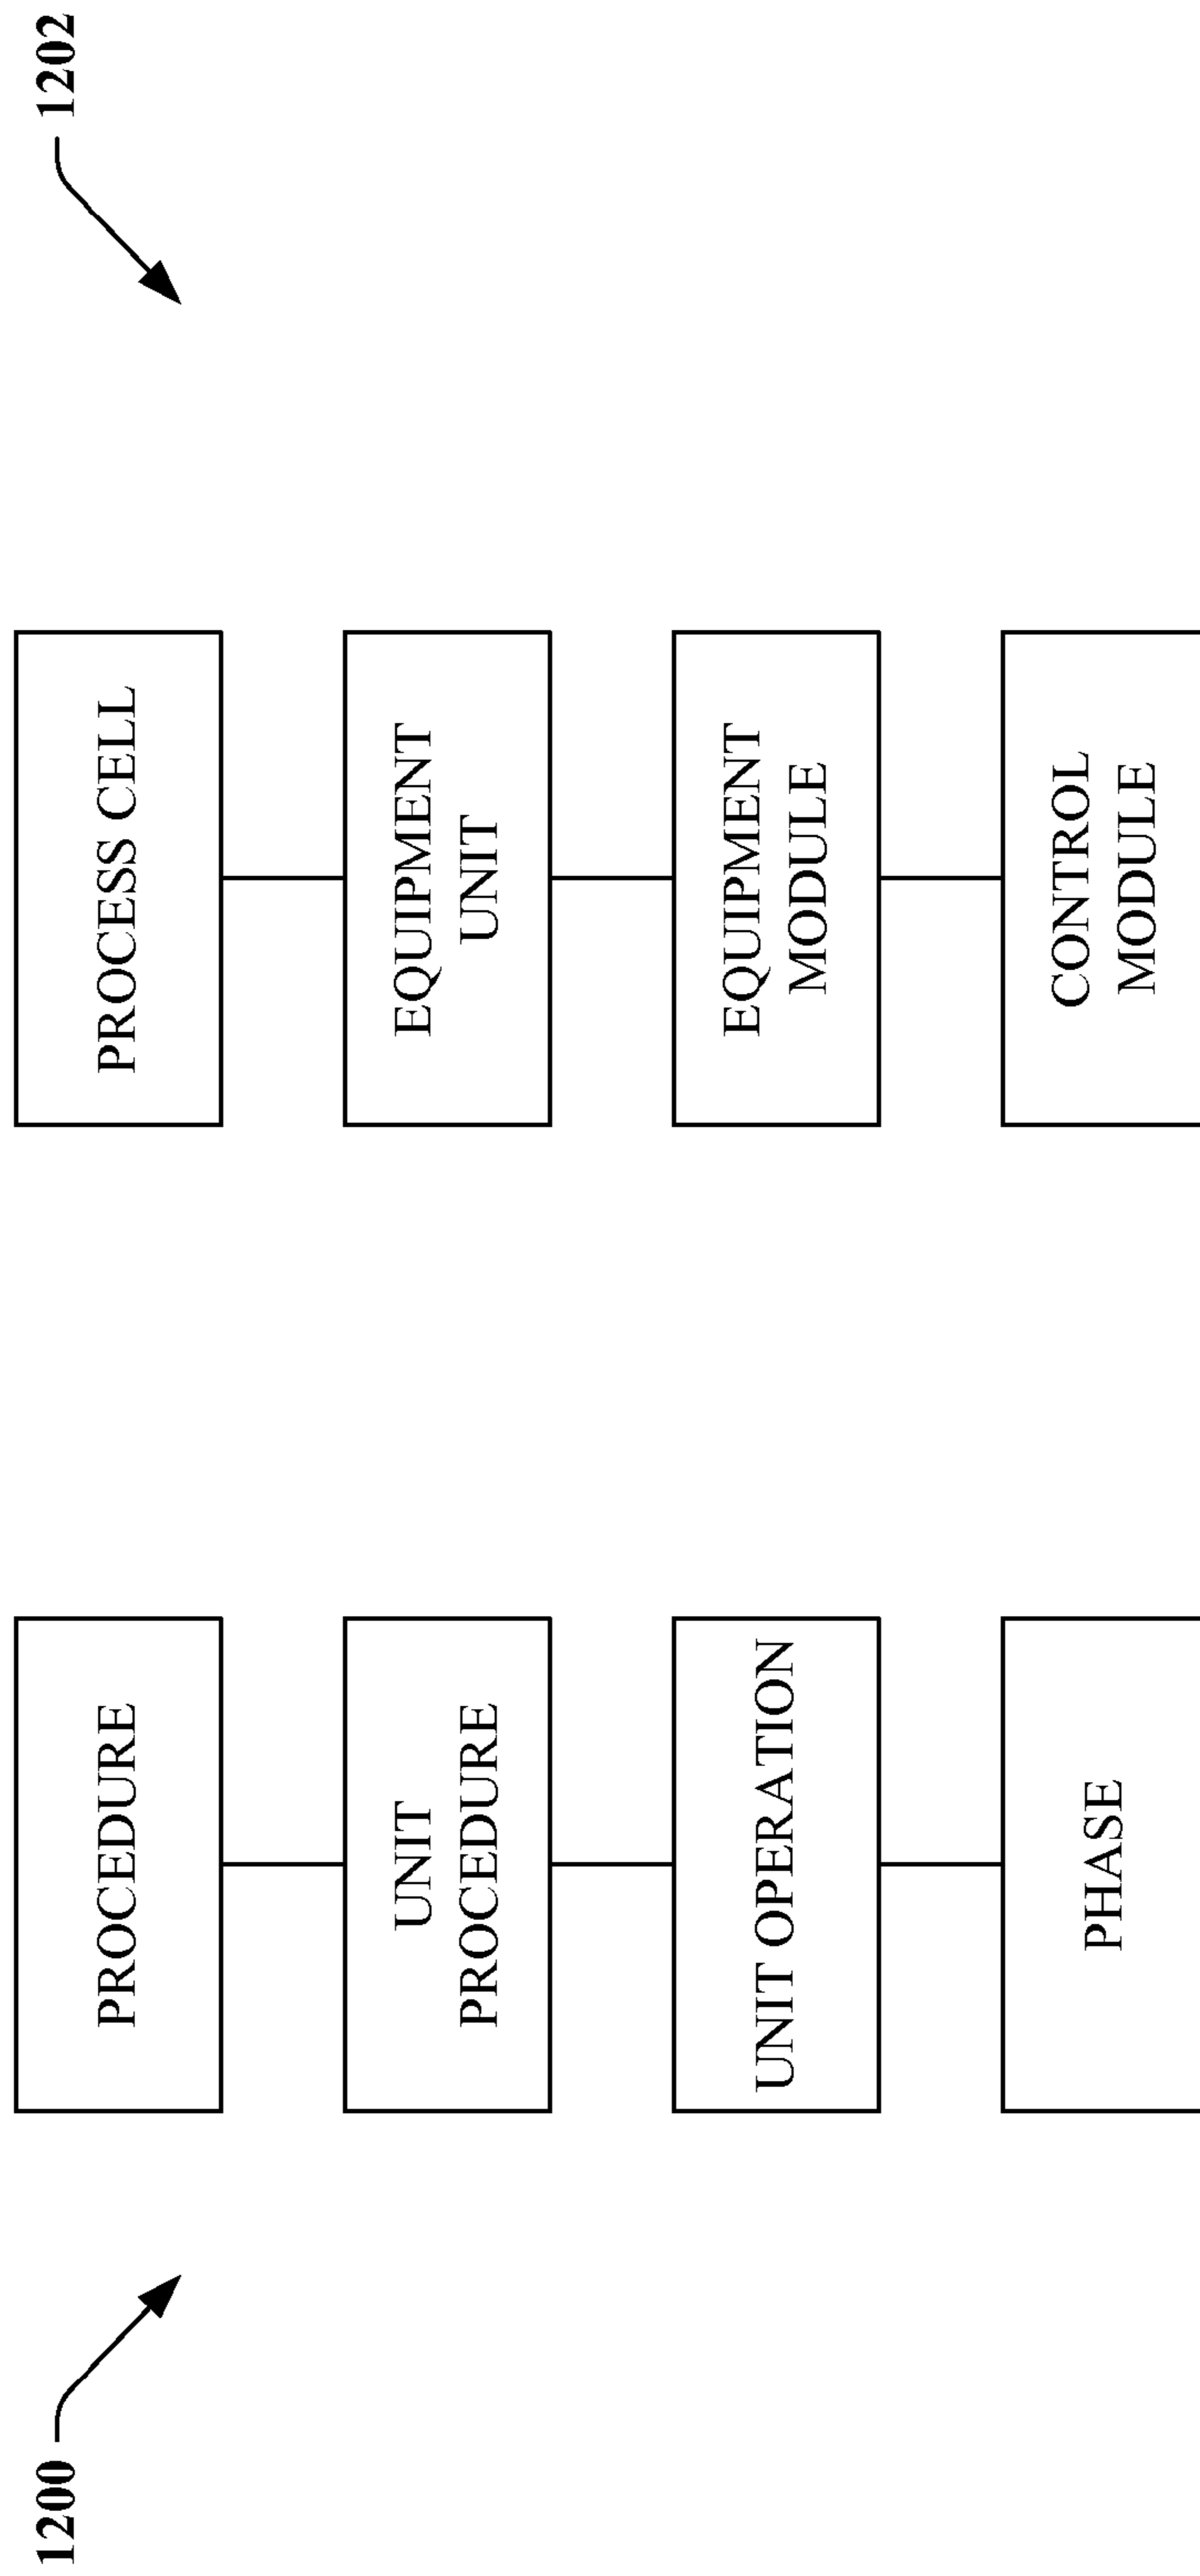 1200
1202
PROCEDURE
PROCESS CELL
UNIT
PROCEDURE
EQUIPMENT
UNIT
UNIT OPERATION
EQUIPMENT
MODULE
PHASE
CONTROL
MODULE